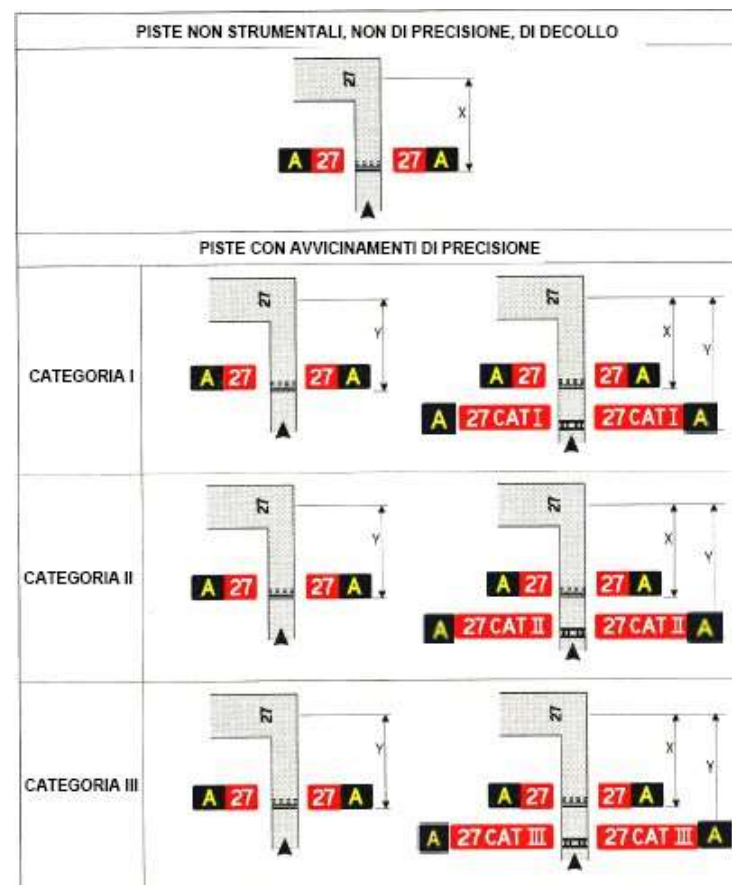 PISTE NON STRUMENTALI, NON DI PRECISIONE, DI DECOLLO
27
X
A 27 27 A
PISTE CON AVVICINAMENTI DI PRECISIONE
CATEGORIA I
27
Y
A 27 27 A
27
X
Y
A 27 27 A
A 27 CAT I 27 CAT I A
CATEGORIA II
27
Y
A 27 27 A
27
X
Y
A 27 27 A
A 27 CAT II 27 CAT II A
CATEGORIA III
27
Y
A 27 27 A
27
X
Y
A 27 27 A
A 27 CAT III 27 CAT III A